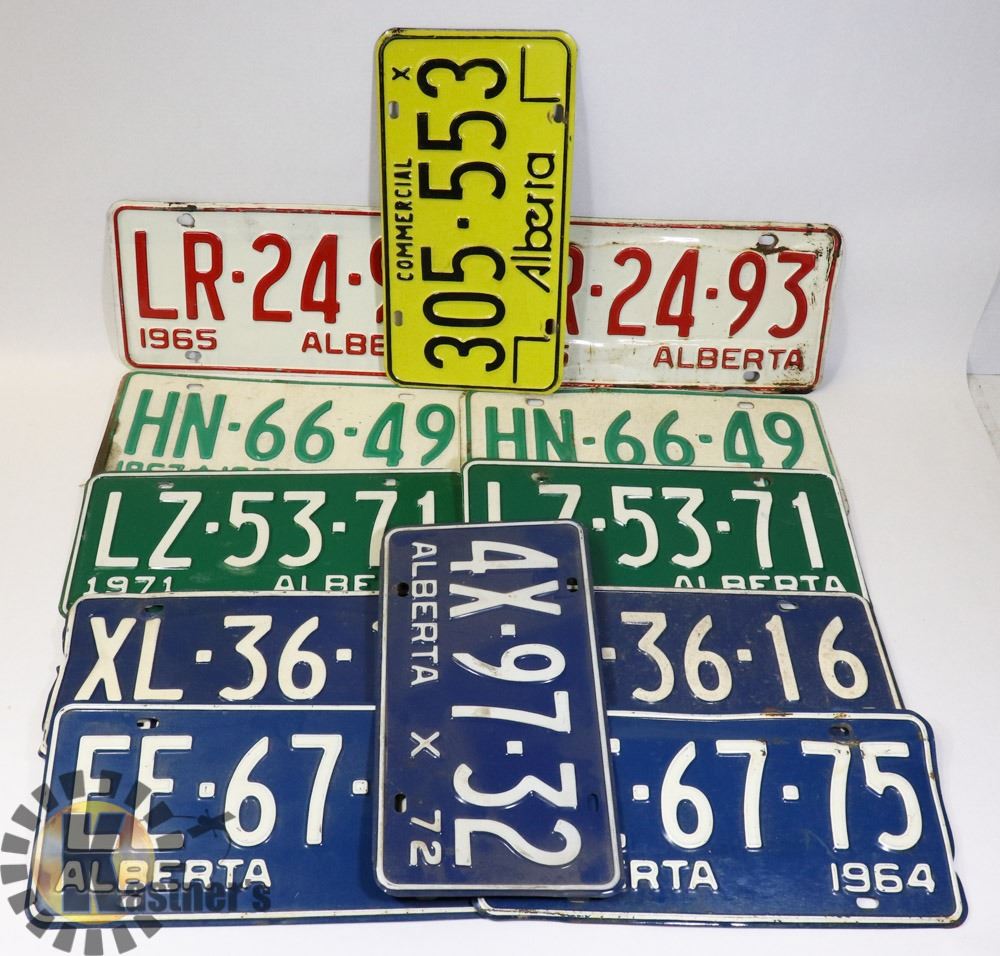 X
COMMERCIAL
305·553
Alberta
LR·24·
1965 ALBE
·24·93
ALBERTA
HN·66·49
HN·66·49
LZ·53·71
1971 ALBER
LZ·53·71
ALBERTA
XL·36·
36·16
4X·97·32
ALBERTA X 72
EE·67·
ALBERTA
·67·75
RTA 1964
Kastner's